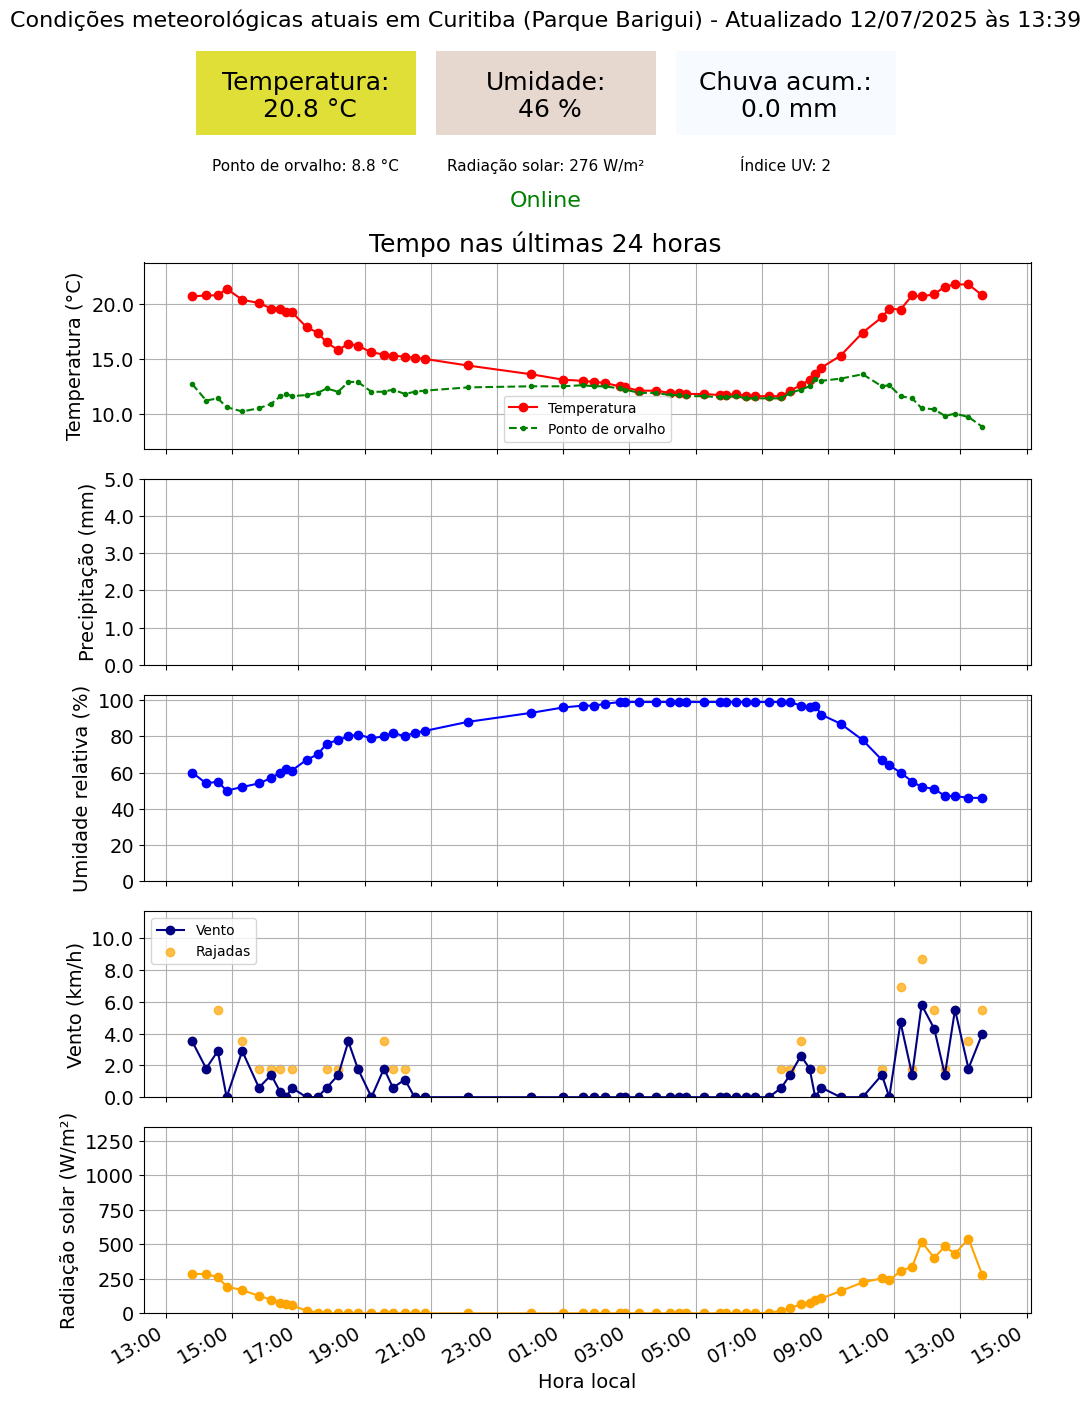 Condições meteorológicas atuais em Curitiba (Parque Barigui) - Atualizado 12/07/2025 às 13:39
Temperatura:
20.8 °C
Umidade:
46 %
Chuva acum.:
0.0 mm
Ponto de orvalho: 8.8 °C
Radiação solar: 276 W/m²
Índice UV: 2
Online
Tempo nas últimas 24 horas
Temperatura (°C)
20.0
15.0
10.0
Temperatura
Ponto de orvalho
Precipitação (mm)
5.0
4.0
3.0
2.0
1.0
0.0
Umidade relativa (%)
100
80
60
40
20
0
Vento (km/h)
10.0
8.0
6.0
4.0
2.0
0.0
Vento
Rajadas
Radiação solar (W/m²)
1250
1000
750
500
250
0
13:00
15:00
17:00
19:00
21:00
23:00
01:00
03:00
05:00
07:00
09:00
11:00
13:00
15:00
Hora local